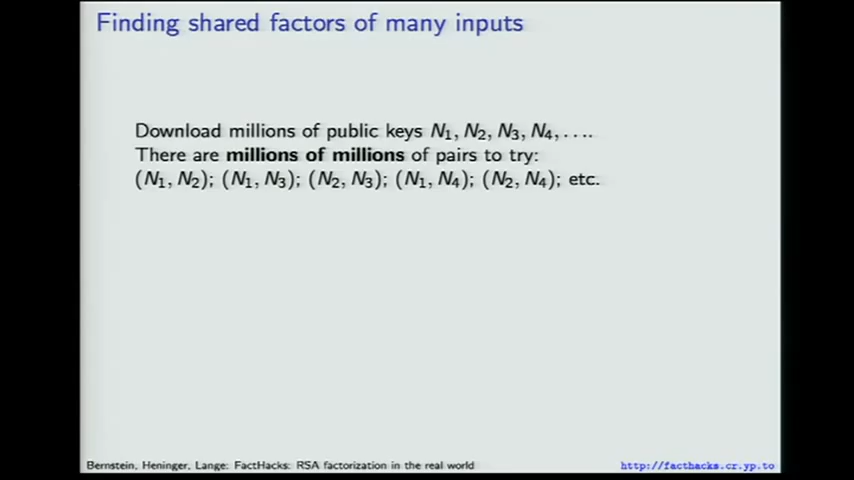 Finding shared factors of many inputs
Download millions of public keys N₁, N₂, N₃, N₄, . . ..
There are millions of millions of pairs to try:
(N₁, N₂); (N₁, N₃); (N₂, N₃); (N₁, N₄); (N₂, N₄); etc.
Bernstein, Heninger, Lange: FactHacks: RSA factorization in the real world
http://facthacks.cr.yp.to